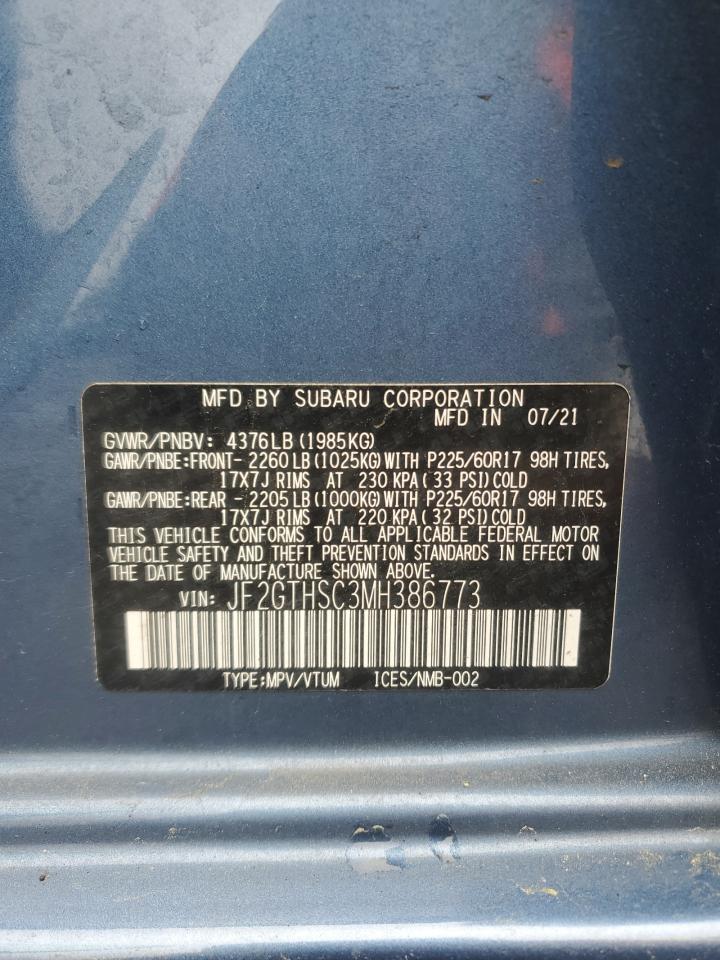 MFD BY SUBARU CORPORATION
MFD IN 07/21
GVWR/PNBV: 4376LB (1985KG)
GAWR/PNBE:FRONT- 2260LB (1025KG) WITH P225/60R17 98H TIRES,
17X7J RIMS AT 230 KPA ( 33 PSI) COLD
GAWR/PNBE:REAR - 2205LB (1000KG) WITH P225/60R17 98H TIRES,
17X7J RIMS AT 220 KPA ( 32 PSI) COLD
THIS VEHICLE CONFORMS TO ALL APPLICABLE FEDERAL MOTOR
VEHICLE SAFETY AND THEFT PREVENTION STANDARDS IN EFFECT ON
THE DATE OF MANUFACTURE SHOWN ABOVE.
VIN: JF2GTHSC3MH386773
TYPE:MPV/VTUM ICES/NMB-002